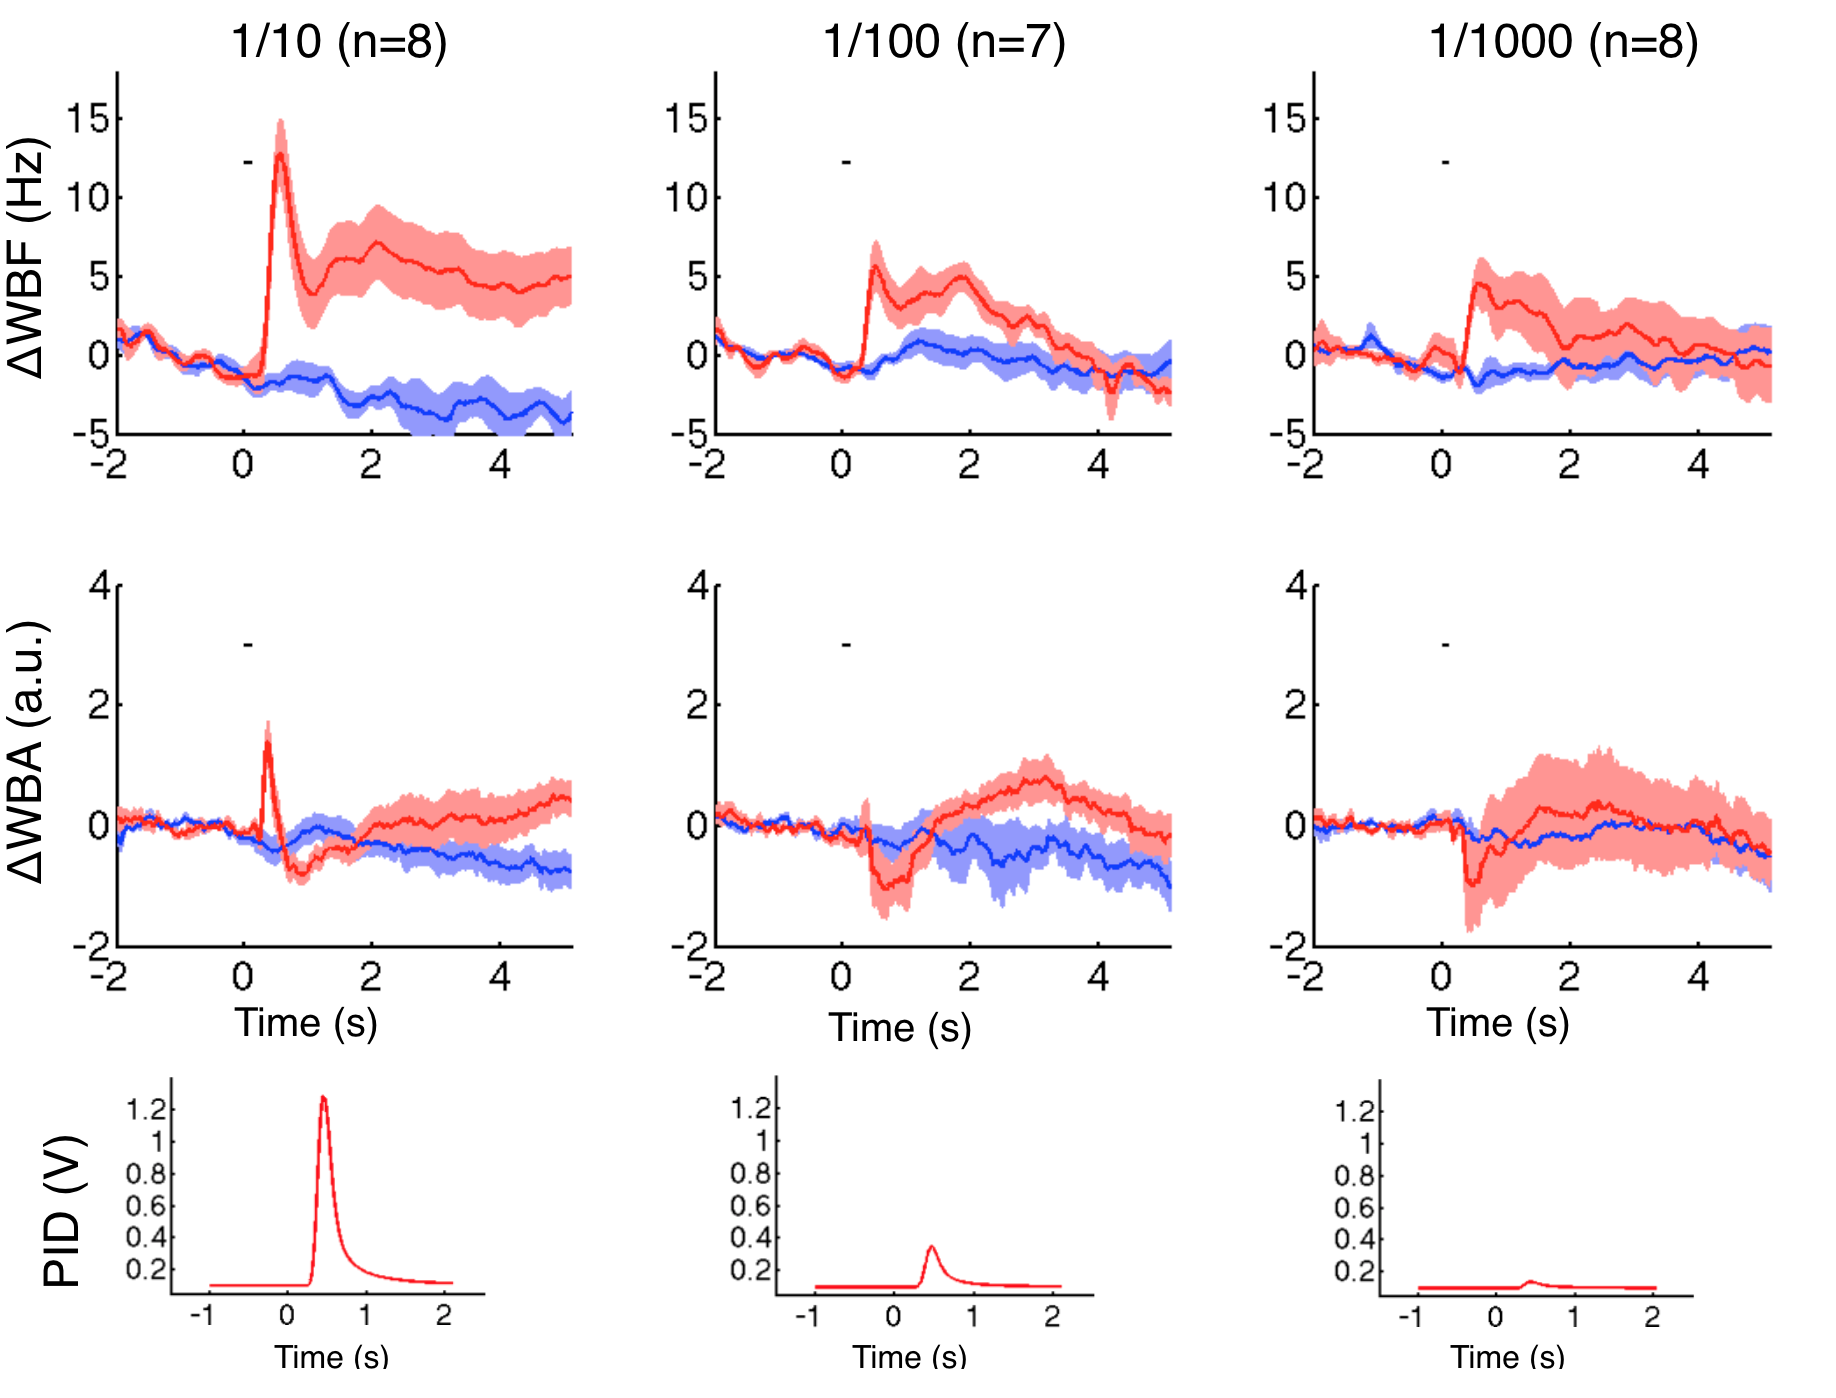 1/10 (n=8) 1/100 (n=7) 1/1000 (n=8)
ΔWBF (Hz)
15 15 15
10 10 10
5 5 5
0 0 0
-5 -5 -5
-2 0 2 4 -2 0 2 4 -2 0 2 4
ΔWBA (a.u.)
4 4 4
2 2 2
0 0 0
-2 -2 -2
-2 0 2 4 -2 0 2 4 -2 0 2 4
Time (s) Time (s) Time (s)
PID (V)
1.2 1.2 1.2
1 1 1
0.8 0.8 0.8
0.6 0.6 0.6
0.4 0.4 0.4
0.2 0.2 0.2
-1 0 1 2 -1 0 1 2 -1 0 1 2
Time (s) Time (s) Time (s)